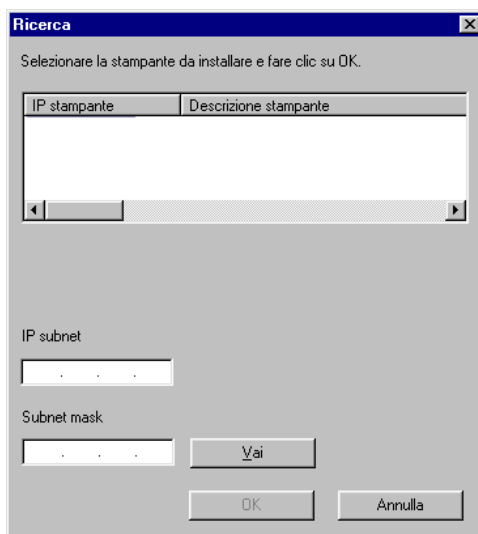 Ricerca
Selezionare la stampante da installare e fare clic su OK.
IP stampante Descrizione stampante
IP subnet
. . .
Subnet mask
. . . Vai
OK Annulla